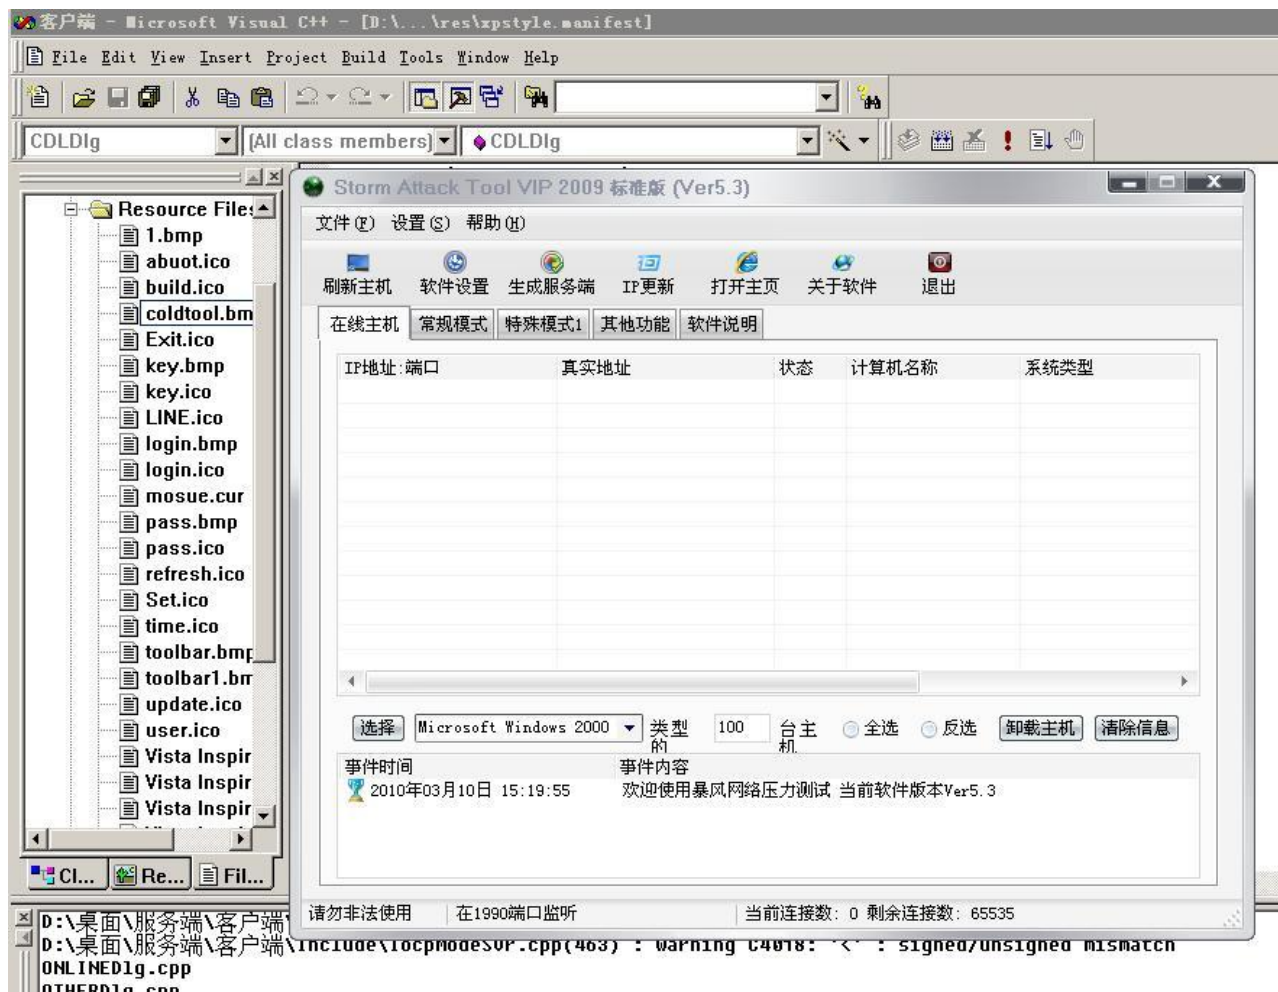 客户端 - Microsoft Visual C++ - [D:\...\res\xpstyle.manifest]
File Edit View Insert Project Build Tools Window Help
CDLDlg (All class members) CDLDlg
Resource Files
1.bmp
abuot.ico
build.ico
coldtool.bm
Exit.ico
key.bmp
key.ico
LINE.ico
login.bmp
login.ico
mosue.cur
pass.bmp
pass.ico
refresh.ico
Set.ico
time.ico
toolbar.bmp
toolbar1.bm
update.ico
user.ico
Vista Inspir
Vista Inspir
Vista Inspir
Cl... Re... Fil...
Storm Attack Tool VIP 2009 标准版 (Ver5.3)
文件(F) 设置(S) 帮助(H)
刷新主机 软件设置 生成服务端 IP更新 打开主页 关于软件 退出
在线主机 常规模式 特殊模式1 其他功能 软件说明
IP地址:端口 真实地址 状态 计算机名称 系统类型
选择 Microsoft Windows 2000 类型的 100 台主机 全选 反选 卸载主机 清除信息
事件时间 事件内容
2010年03月10日 15:19:55 欢迎使用暴风网络压力测试 当前软件版本Ver5.3
请勿非法使用 在1990端口监听 当前连接数: 0 剩余连接数: 65535
D:\桌面\服务端\客户端\
D:\桌面\服务端\客户端\Include\IocpModeSvr.cpp(463) : warning C4018: '<' : signed/unsigned mismatch
ONLINEDlg.cpp
OTHERDlg.cpp